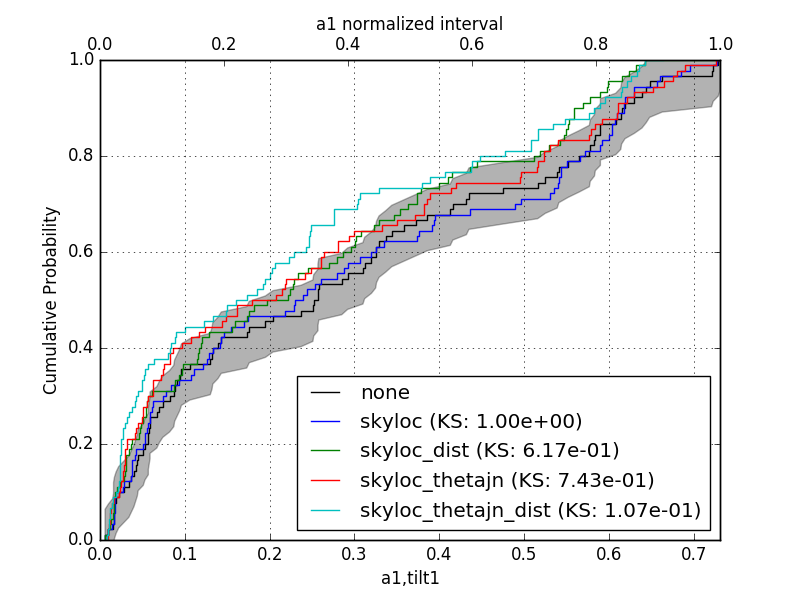 a1 normalized interval
0.0 0.2 0.4 0.6 0.8 1.0
1.0
0.8
0.6
0.4
0.2
0.0
Cumulative Probability
none
skyloc (KS: 1.00e+00)
skyloc_dist (KS: 6.17e-01)
skyloc_thetajn (KS: 7.43e-01)
skyloc_thetajn_dist (KS: 1.07e-01)
0.0 0.1 0.2 0.3 0.4 0.5 0.6 0.7
a1,tilt1